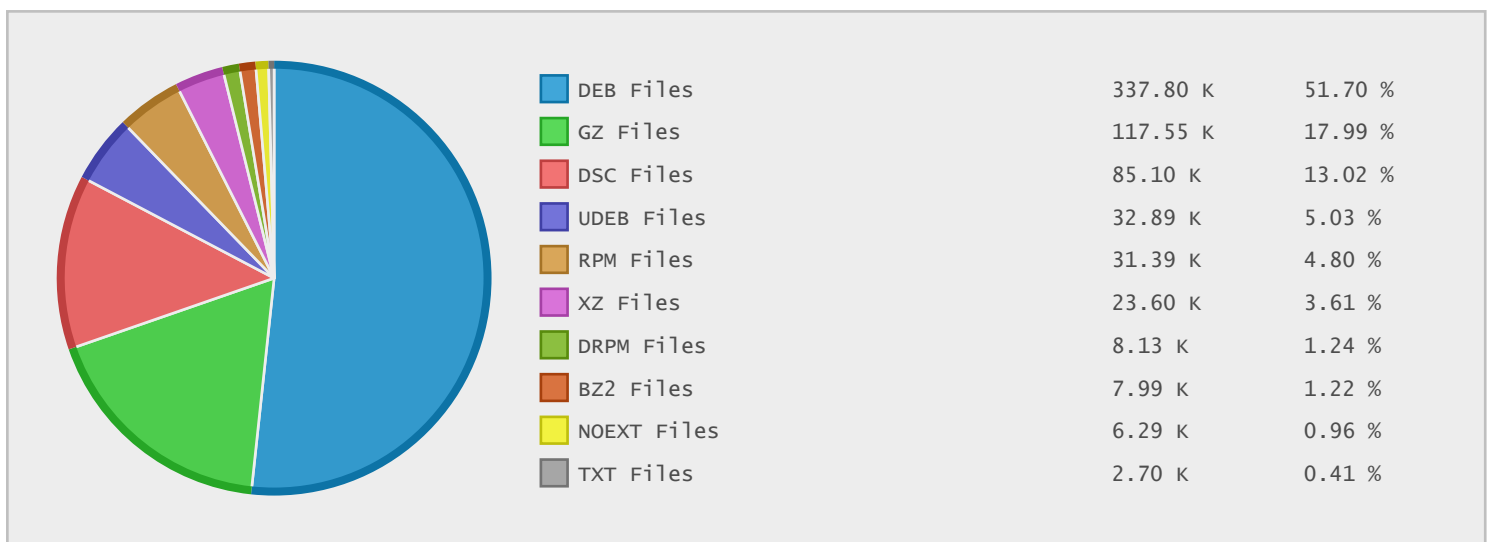 DEB Files 337.80 K 51.70 %
GZ Files 117.55 K 17.99 %
DSC Files 85.10 K 13.02 %
UDEB Files 32.89 K 5.03 %
RPM Files 31.39 K 4.80 %
XZ Files 23.60 K 3.61 %
DRPM Files 8.13 K 1.24 %
BZ2 Files 7.99 K 1.22 %
NOEXT Files 6.29 K 0.96 %
TXT Files 2.70 K 0.41 %